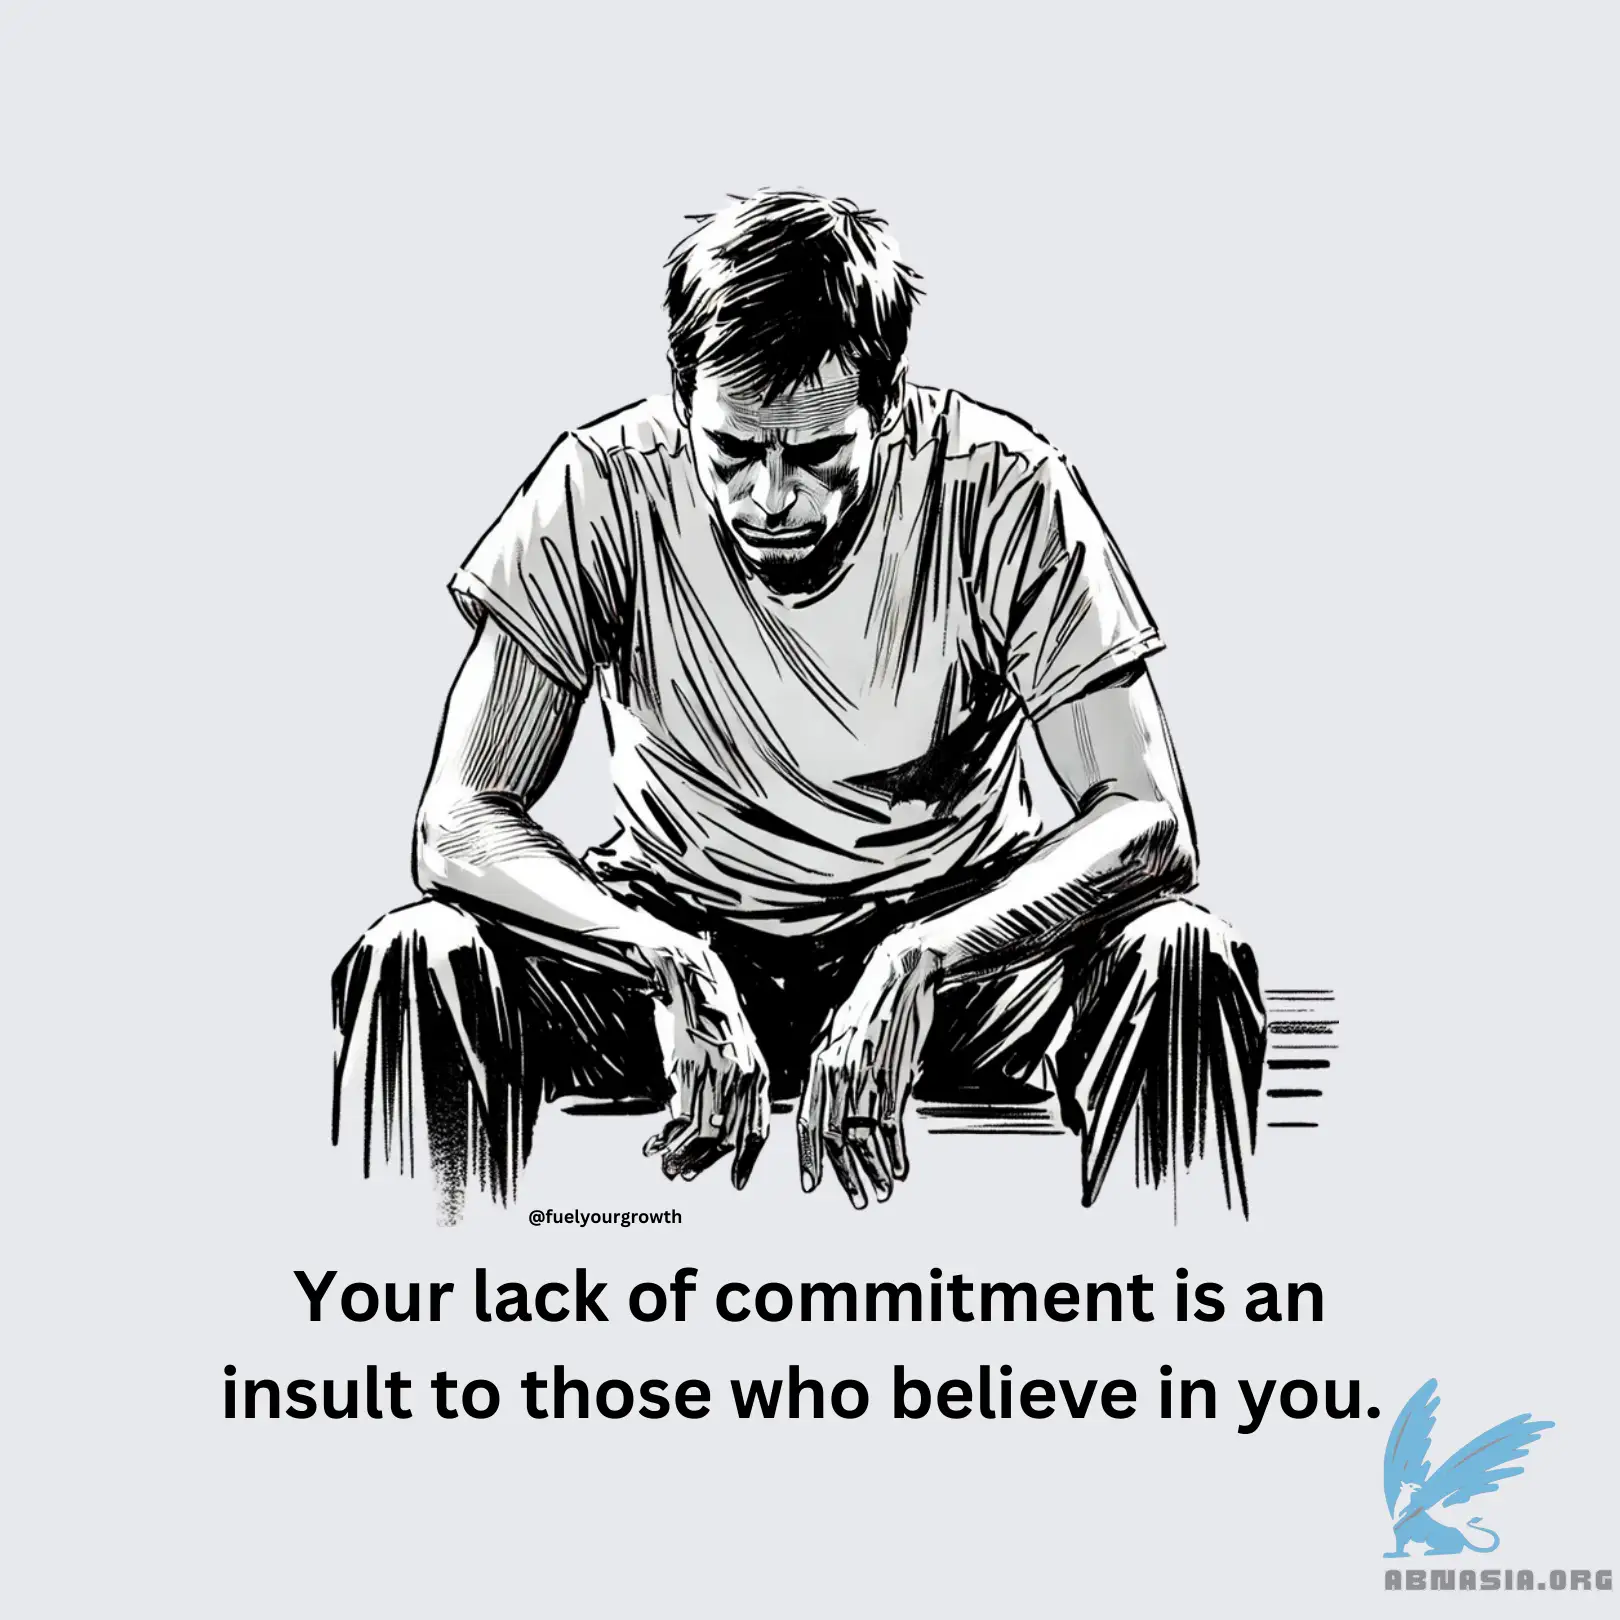 @fuelyourgrowth
Your lack of commitment is an
insult to those who believe in you.
ABNASIA.ORG